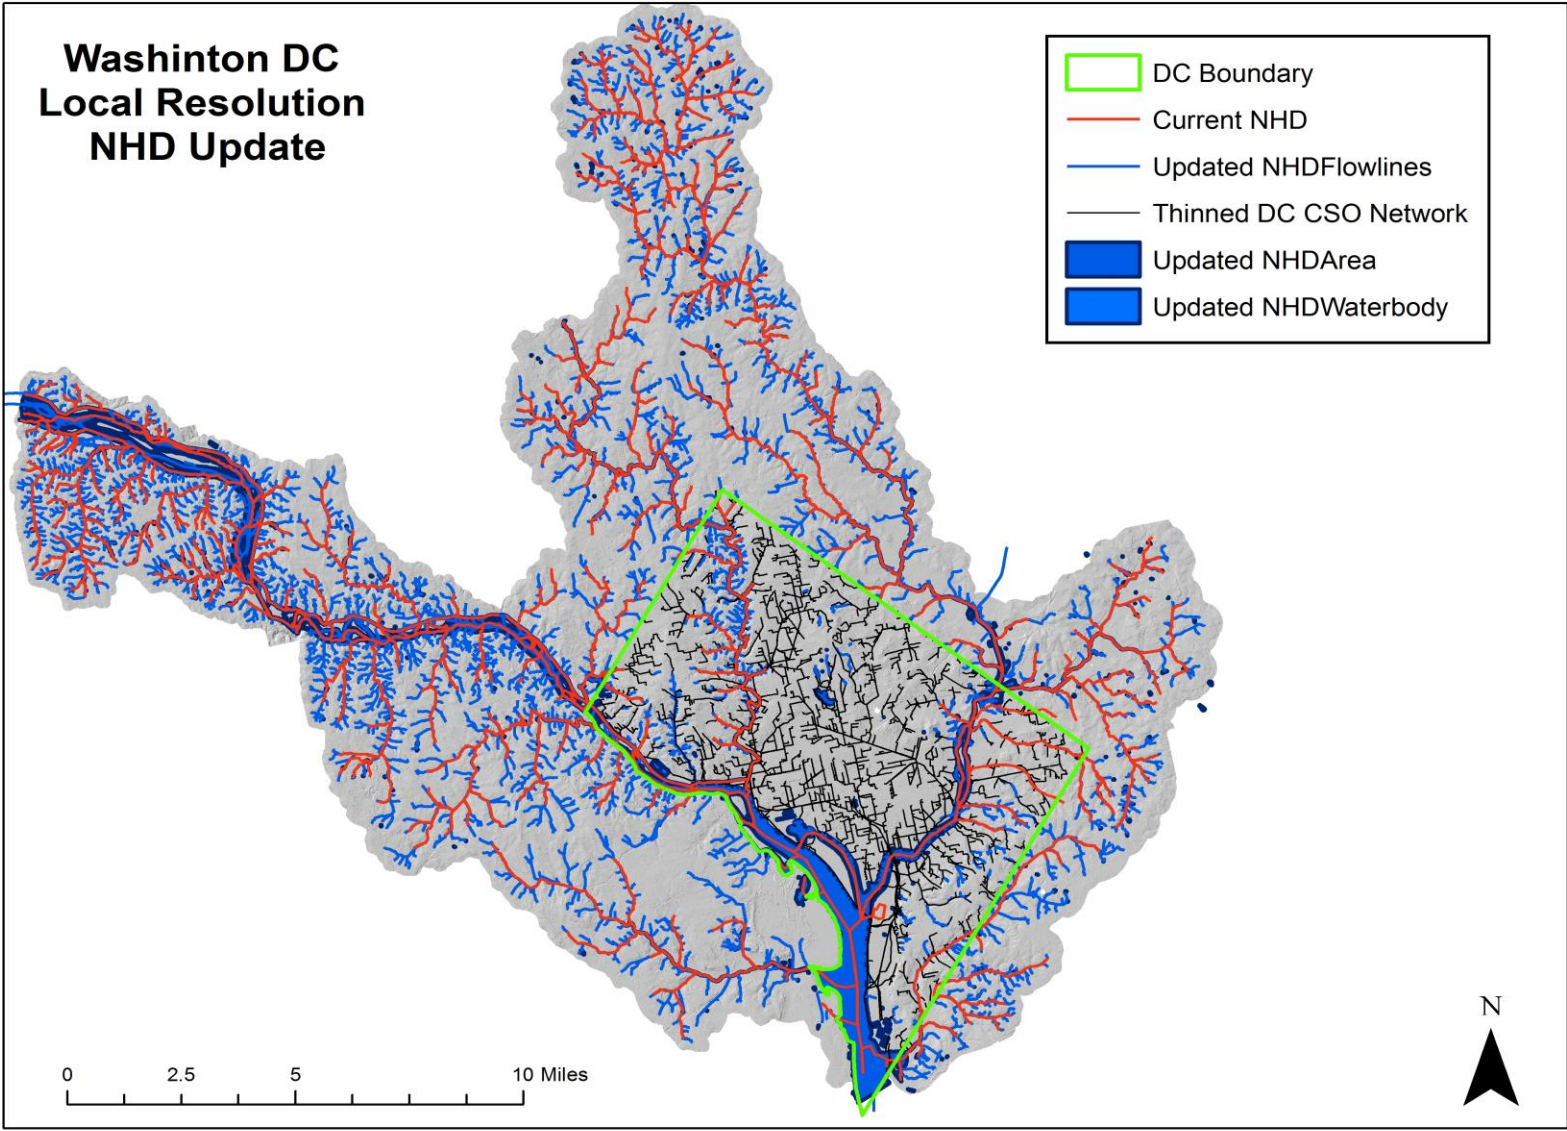 Washinton DC
Local Resolution
NHD Update
DC Boundary
Current NHD
Updated NHDFlowlines
Thinned DC CSO Network
Updated NHDArea
Updated NHDWaterbody
N
0 2.5 5 10 Miles